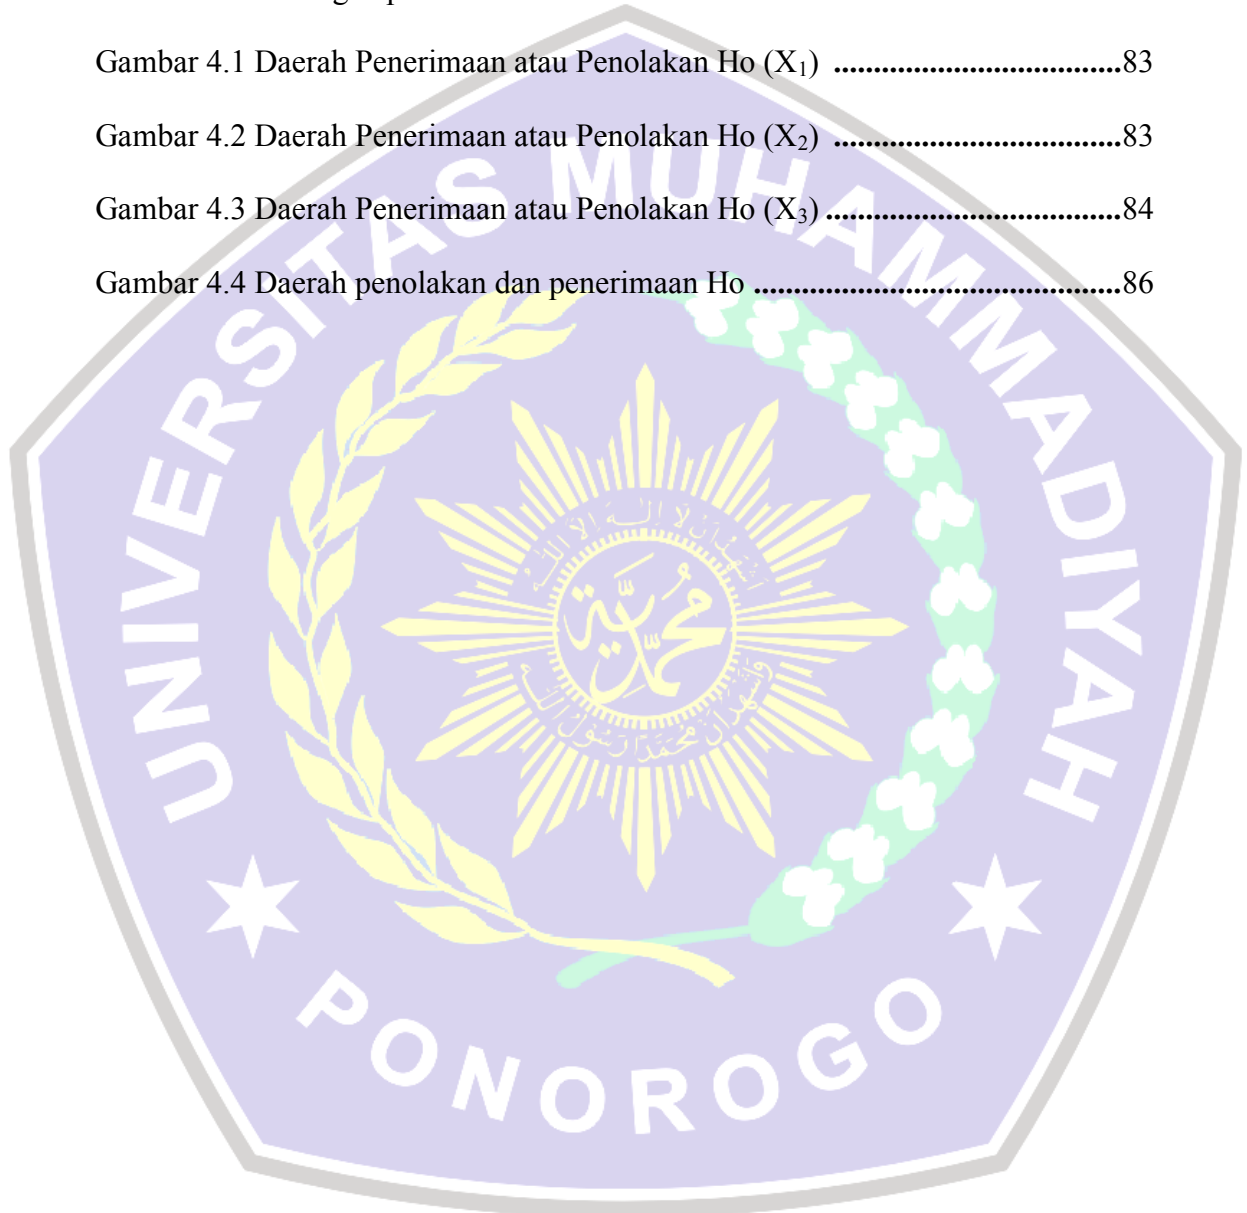 Gambar 4.1 Daerah Penerimaan atau Penolakan Ho (X₁) ....................................83
Gambar 4.2 Daerah Penerimaan atau Penolakan Ho (X₂) ....................................83
Gambar 4.3 Daerah Penerimaan atau Penolakan Ho (X₃) .....................................84
Gambar 4.4 Daerah penolakan dan penerimaan Ho .............................................86
UNIVERSITAS MUHAMMADIYAH
محمدية
PONOROGO